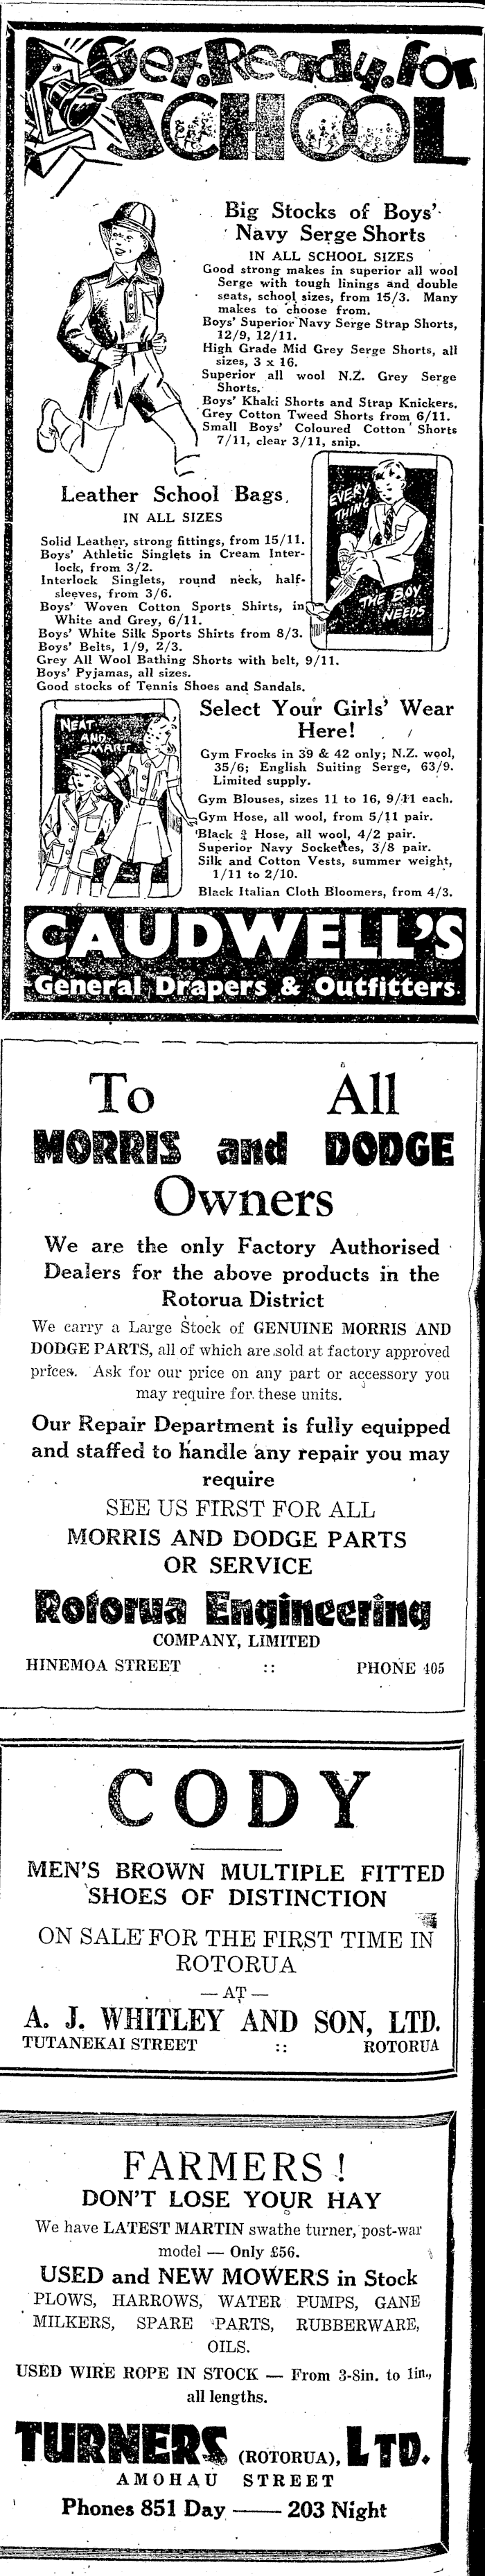 Get Ready for
SCHOOL
Big Stocks of Boys'
Navy Serge Shorts
IN ALL SCHOOL SIZES
Good strong makes in superior all wool
Serge with tough linings and double
seats, school sizes, from 15/3. Many
makes to choose from.
Boys' Superior Navy Serge Strap Shorts,
12/9, 12/11.
High Grade Mid Grey Serge Shorts, all
sizes, 3 x 16.
Superior all wool N.Z. Grey Serge
Shorts.
Boys' Khaki Shorts and Strap Knickers.
Grey Cotton Tweed Shorts from 6/11.
Small Boys' Coloured Cotton Shorts
7/11, clear 3/11, snip.
EVERY
THING
THE BOY
NEEDS
Leather School Bags,
IN ALL SIZES
Solid Leather, strong fittings, from 15/11.
Boys' Athletic Singlets in Cream Inter-
lock, from 3/2.
Interlock Singlets, round neck, half-
sleeves, from 3/6.
Boys' Woven Cotton Sports Shirts, in
White and Grey, 6/11.
Boys' White Silk Sports Shirts from 8/3.
Boys' Belts, 1/9, 2/3.
Grey All Wool Bathing Shorts with belt, 9/11.
Boys' Pyjamas, all sizes.
Good stocks of Tennis Shoes and Sandals.
NEAT
AND
SMART
Select Your Girls' Wear
Here!
Gym Frocks in 39 & 42 only; N.Z. wool,
35/6; English Suiting Serge, 63/9.
Limited supply.
Gym Blouses, sizes 11 to 16, 9/11 each.
Gym Hose, all wool, from 5/11 pair.
Black ¾ Hose, all wool, 4/2 pair.
Superior Navy Sockettes, 3/8 pair.
Silk and Cotton Vests, summer weight,
1/11 to 2/10.
Black Italian Cloth Bloomers, from 4/3.
CAUDWELL'S
General Drapers & Outfitters
To All
MORRIS and DODGE
Owners
We are the only Factory Authorised
Dealers for the above products in the
Rotorua District
We carry a Large Stock of GENUINE MORRIS AND
DODGE PARTS, all of which are sold at factory approved
prices. Ask for our price on any part or accessory you
may require for these units.
Our Repair Department is fully equipped
and staffed to handle any repair you may
require
SEE US FIRST FOR ALL
MORRIS AND DODGE PARTS
OR SERVICE
Rotorua Engineering
COMPANY, LIMITED
HINEMOA STREET :: PHONE 405
CODY
MEN'S BROWN MULTIPLE FITTED
SHOES OF DISTINCTION
ON SALE FOR THE FIRST TIME IN
ROTORUA
— AT —
A. J. WHITLEY AND SON, LTD.
TUTANEKAI STREET :: ROTORUA
FARMERS!
DON'T LOSE YOUR HAY
We have LATEST MARTIN swathe turner, post-war
model — Only £56.
USED and NEW MOWERS in Stock
PLOWS, HARROWS, WATER PUMPS, GANE
MILKERS, SPARE PARTS, RUBBERWARE,
OILS.
USED WIRE ROPE IN STOCK — From 3-8in. to 1in.,
all lengths.
TURNERS (ROTORUA), LTD.
AMOHAU STREET
Phones 851 Day —— 203 Night